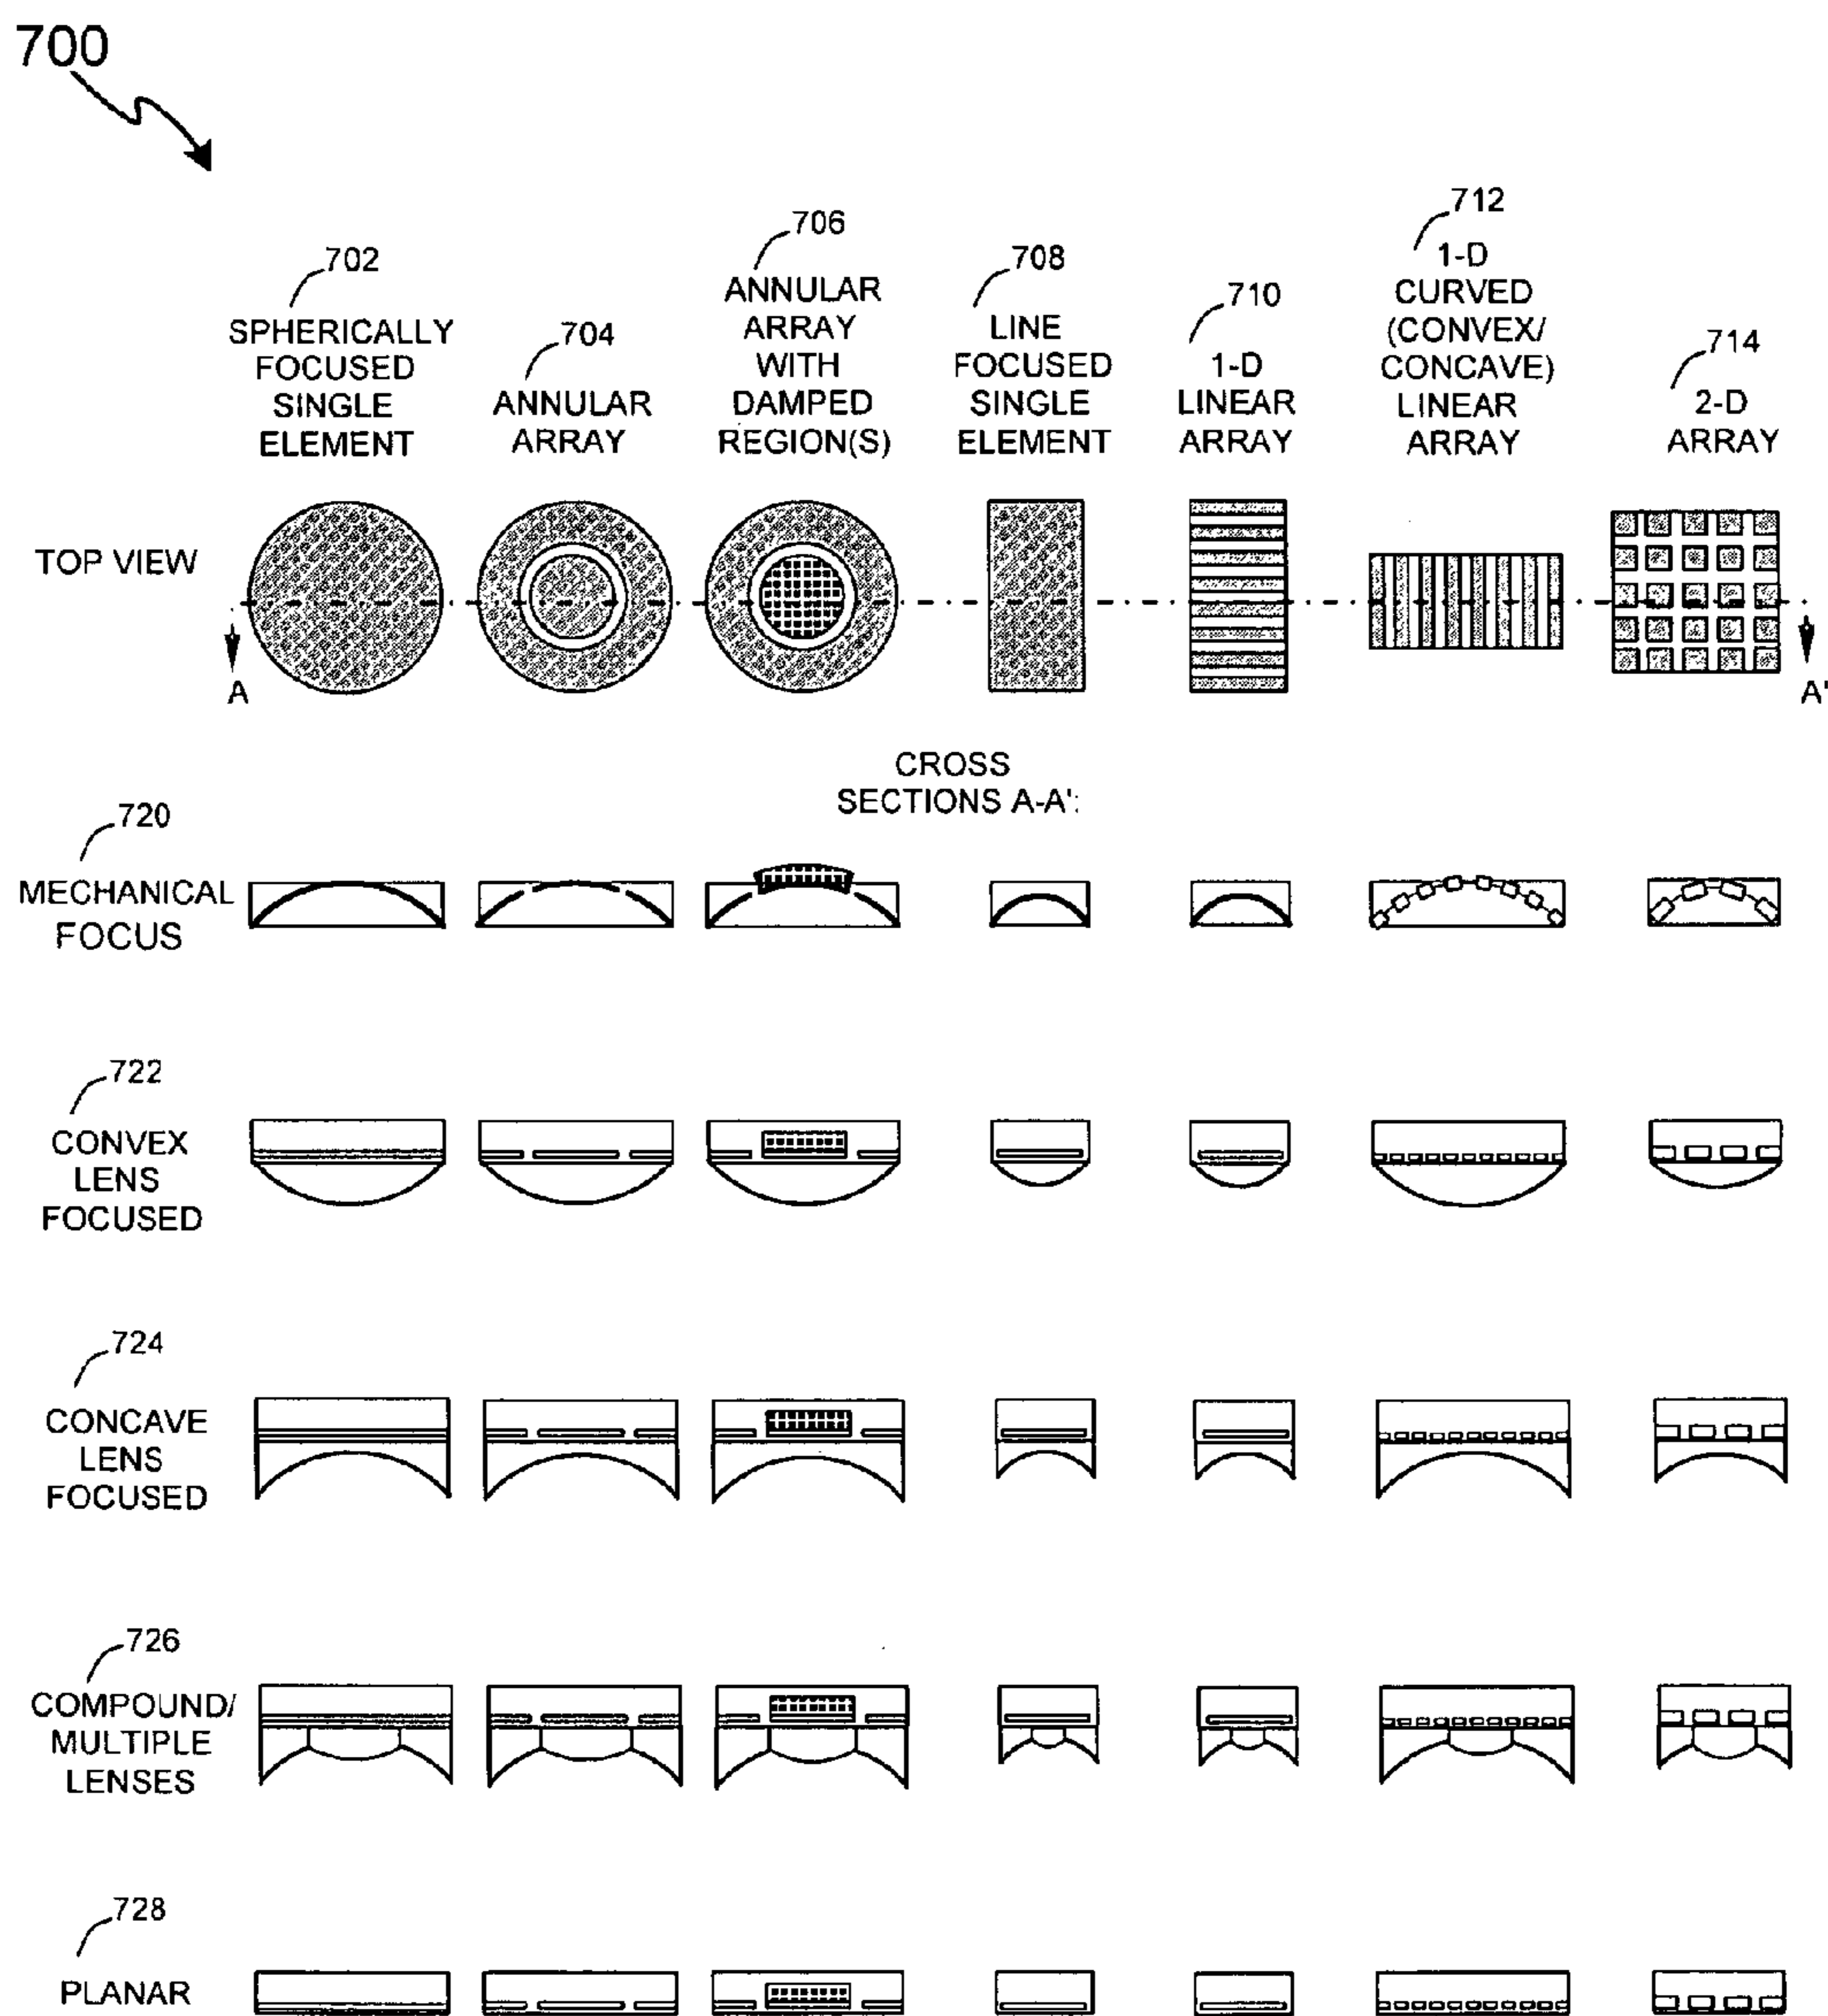 700
702
SPHERICALLY
FOCUSED
SINGLE
ELEMENT
704
ANNULAR
ARRAY
706
ANNULAR
ARRAY
WITH
DAMPED
REGION(S)
708
LINE
FOCUSED
SINGLE
ELEMENT
710
1-D
LINEAR
ARRAY
712
1-D
CURVED
(CONVEX/
CONCAVE)
LINEAR
ARRAY
714
2-D
ARRAY
TOP VIEW
A
A'
CROSS
SECTIONS A-A':
720
MECHANICAL
FOCUS
722
CONVEX
LENS
FOCUSED
724
CONCAVE
LENS
FOCUSED
726
COMPOUND/
MULTIPLE
LENSES
728
PLANAR